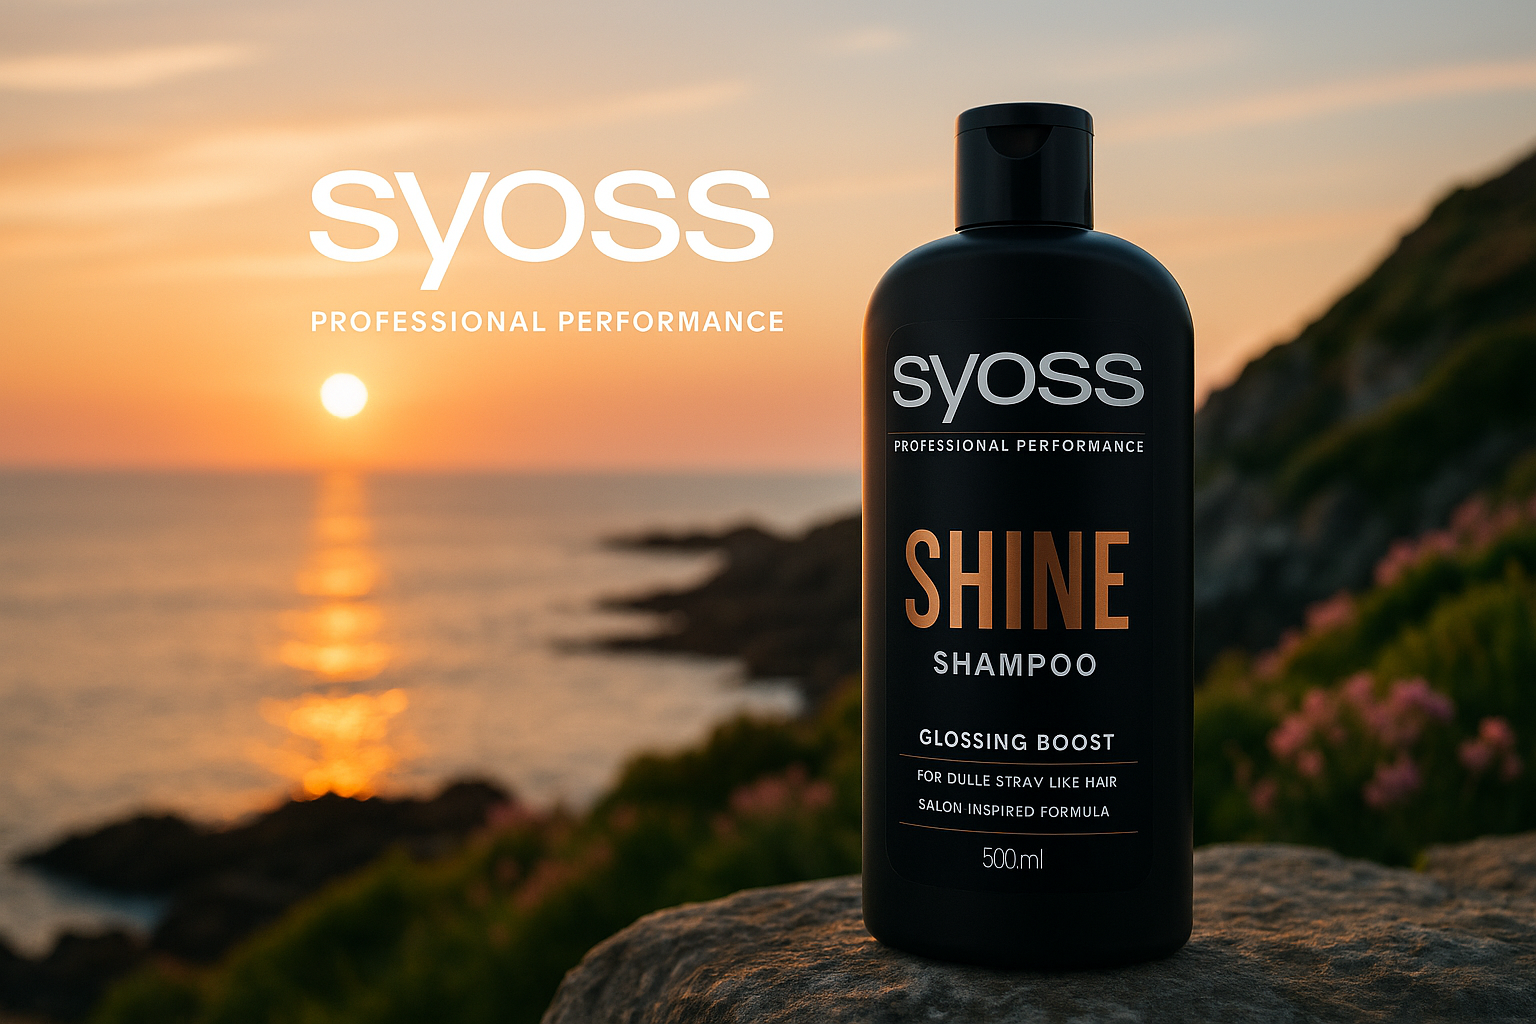 syoss
PROFESSIONAL PERFORMANCE
syoss
PROFESSIONAL PERFORMANCE
SHINE
SHAMPOO
GLOSSING BOOST
FOR DULLE STRAV LIKE HAIR
SALON INSPIRED FORMULA
500.ml